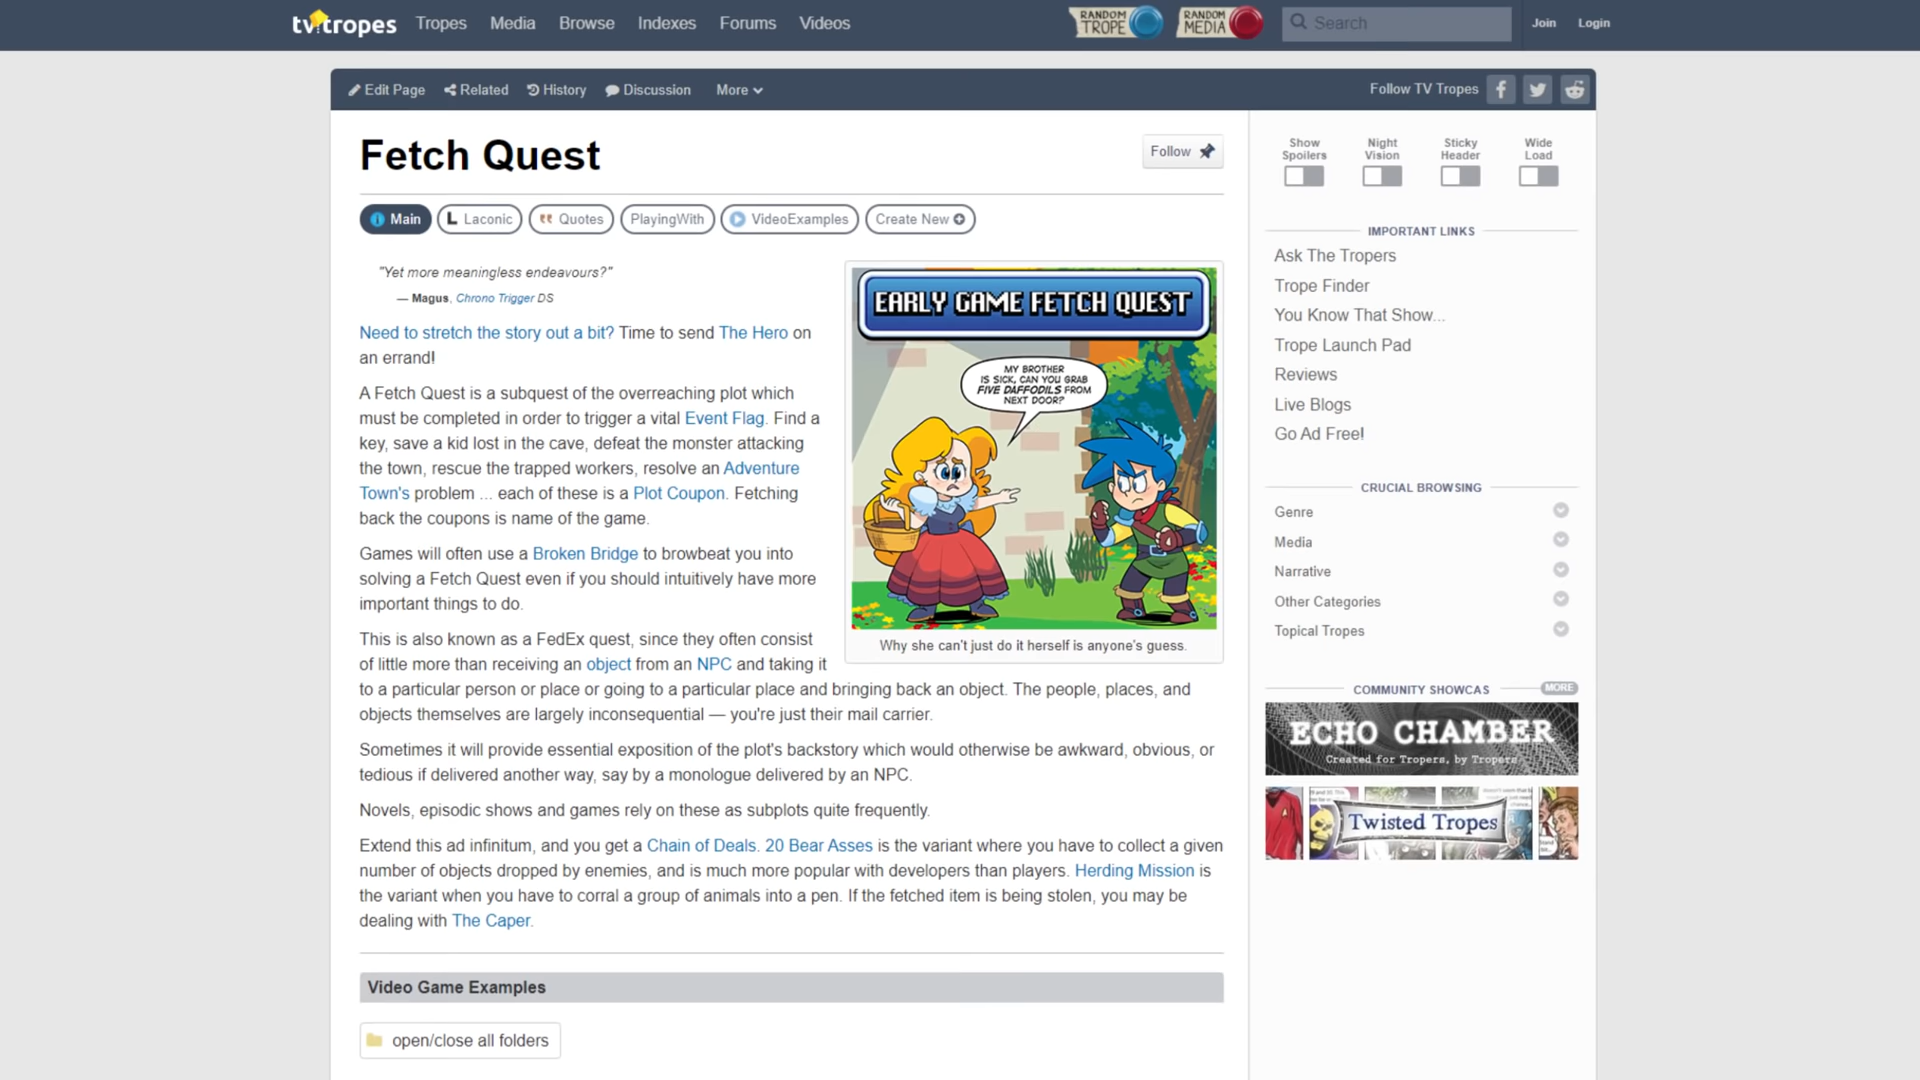 tvtropes Tropes Media Browse Indexes Forums Videos RANDOM TROPE RANDOM MEDIA Search Join Login
Edit Page Related History Discussion More Follow TV Tropes
Fetch Quest
Follow
Main Laconic Quotes PlayingWith VideoExamples Create New
"Yet more meaningless endeavours?"
— Magus, Chrono Trigger DS
Need to stretch the story out a bit? Time to send The Hero on
an errand!
A Fetch Quest is a subquest of the overreaching plot which
must be completed in order to trigger a vital Event Flag. Find a
key, save a kid lost in the cave, defeat the monster attacking
the town, rescue the trapped workers, resolve an Adventure
Town's problem ... each of these is a Plot Coupon. Fetching
back the coupons is name of the game.
Games will often use a Broken Bridge to browbeat you into
solving a Fetch Quest even if you should intuitively have more
important things to do.
This is also known as a FedEx quest, since they often consist
of little more than receiving an object from an NPC and taking it
to a particular person or place or going to a particular place and bringing back an object. The people, places, and
objects themselves are largely inconsequential — you're just their mail carrier.
Sometimes it will provide essential exposition of the plot's backstory which would otherwise be awkward, obvious, or
tedious if delivered another way, say by a monologue delivered by an NPC.
Novels, episodic shows and games rely on these as subplots quite frequently.
Extend this ad infinitum, and you get a Chain of Deals. 20 Bear Asses is the variant where you have to collect a given
number of objects dropped by enemies, and is much more popular with developers than players. Herding Mission is
the variant when you have to corral a group of animals into a pen. If the fetched item is being stolen, you may be
dealing with The Caper.
EARLY GAME FETCH QUEST
MY BROTHER
IS SICK, CAN YOU GRAB
FIVE DAFFODILS FROM
NEXT DOOR?
Why she can't just do it herself is anyone's guess.
Video Game Examples
open/close all folders
Show Spoilers
Night Vision
Sticky Header
Wide Load
IMPORTANT LINKS
Ask The Tropers
Trope Finder
You Know That Show...
Trope Launch Pad
Reviews
Live Blogs
Go Ad Free!
CRUCIAL BROWSING
Genre
Media
Narrative
Other Categories
Topical Tropes
COMMUNITY SHOWCAS MORE
ECHO CHAMBER
Created for Tropers, by Tropers
Twisted Tropes